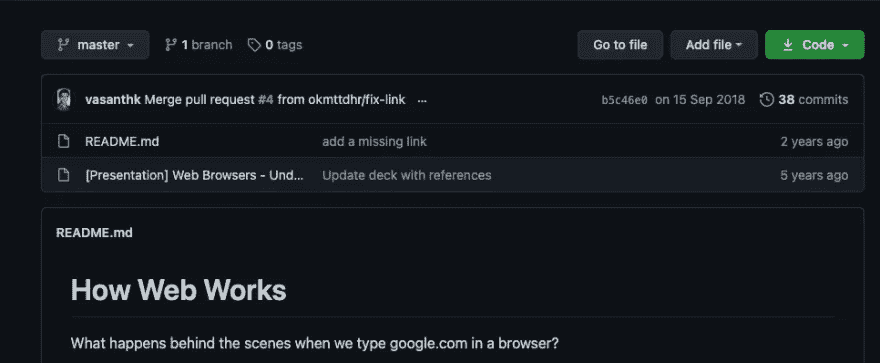 master 1 branch 0 tags Go to file Add file Code
vasanthk Merge pull request #4 from okmttdhr/fix-link ... b5c46e0 on 15 Sep 2018 38 commits
README.md add a missing link 2 years ago
[Presentation] Web Browsers - Und... Update deck with references 5 years ago
README.md
How Web Works
What happens behind the scenes when we type google.com in a browser?